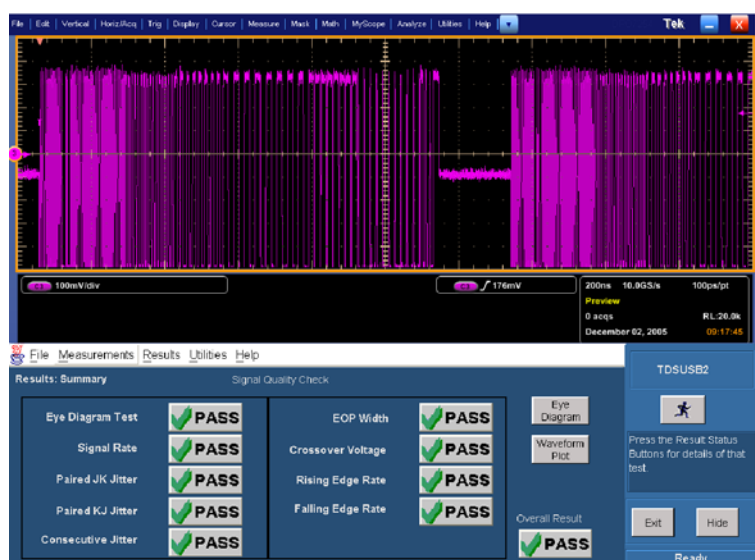 File | Edit | Vertical | Horiz/Acq | Trig | Display | Cursor | Measure | Mask | Math | MyScope | Analyze | Utilities | Help | Tek
C3 100mV/div
C3 176mV
200ns 10.0GS/s 100ps/pt
Preview
0 acqs RL:20.0k
December 02, 2005 09:17:45
File Measurements Results Utilities Help
Results: Summary Signal Quality Check
Eye Diagram Test PASS
Signal Rate PASS
Paired JK Jitter PASS
Paired KJ Jitter PASS
Consecutive Jitter PASS
EOP Width PASS
Crossover Voltage PASS
Rising Edge Rate PASS
Falling Edge Rate PASS
Eye
Diagram
Waveform
Plot
Overall Result
PASS
TDSUSB2
Press the Result Status
Buttons for details of that
test.
Exit Hide
Ready